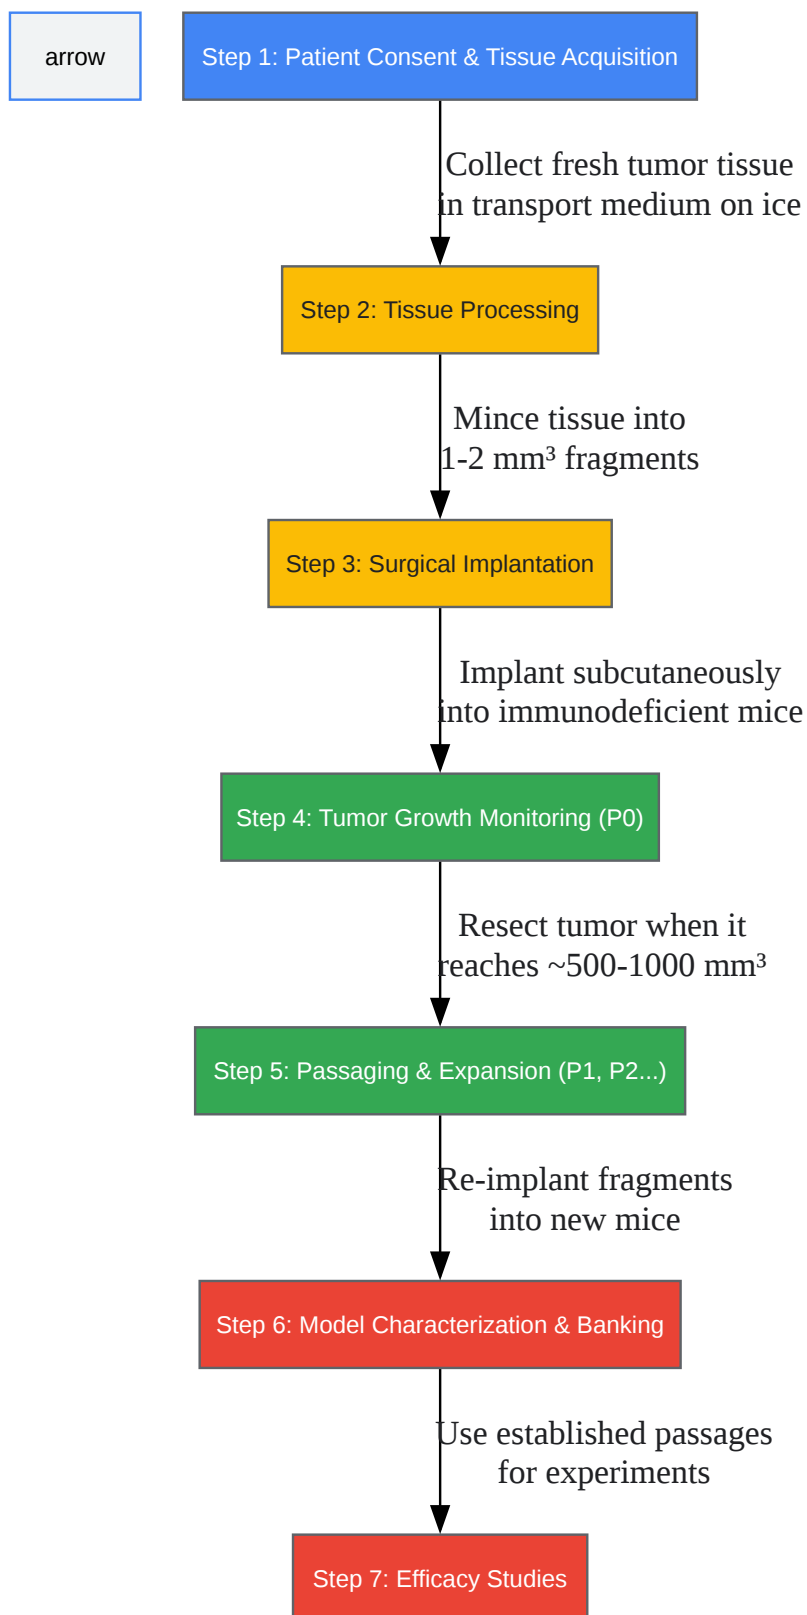 arrow
Step 1: Patient Consent & Tissue Acquisition
Collect fresh tumor tissue
in transport medium on ice
Step 2: Tissue Processing
Mince tissue into
1-2 mm³ fragments
Step 3: Surgical Implantation
Implant subcutaneously
into immunodeficient mice
Step 4: Tumor Growth Monitoring (P0)
Resect tumor when it
reaches ~500-1000 mm³
Step 5: Passaging & Expansion (P1, P2...)
Re-implant fragments
into new mice
Step 6: Model Characterization & Banking
Use established passages
for experiments
Step 7: Efficacy Studies